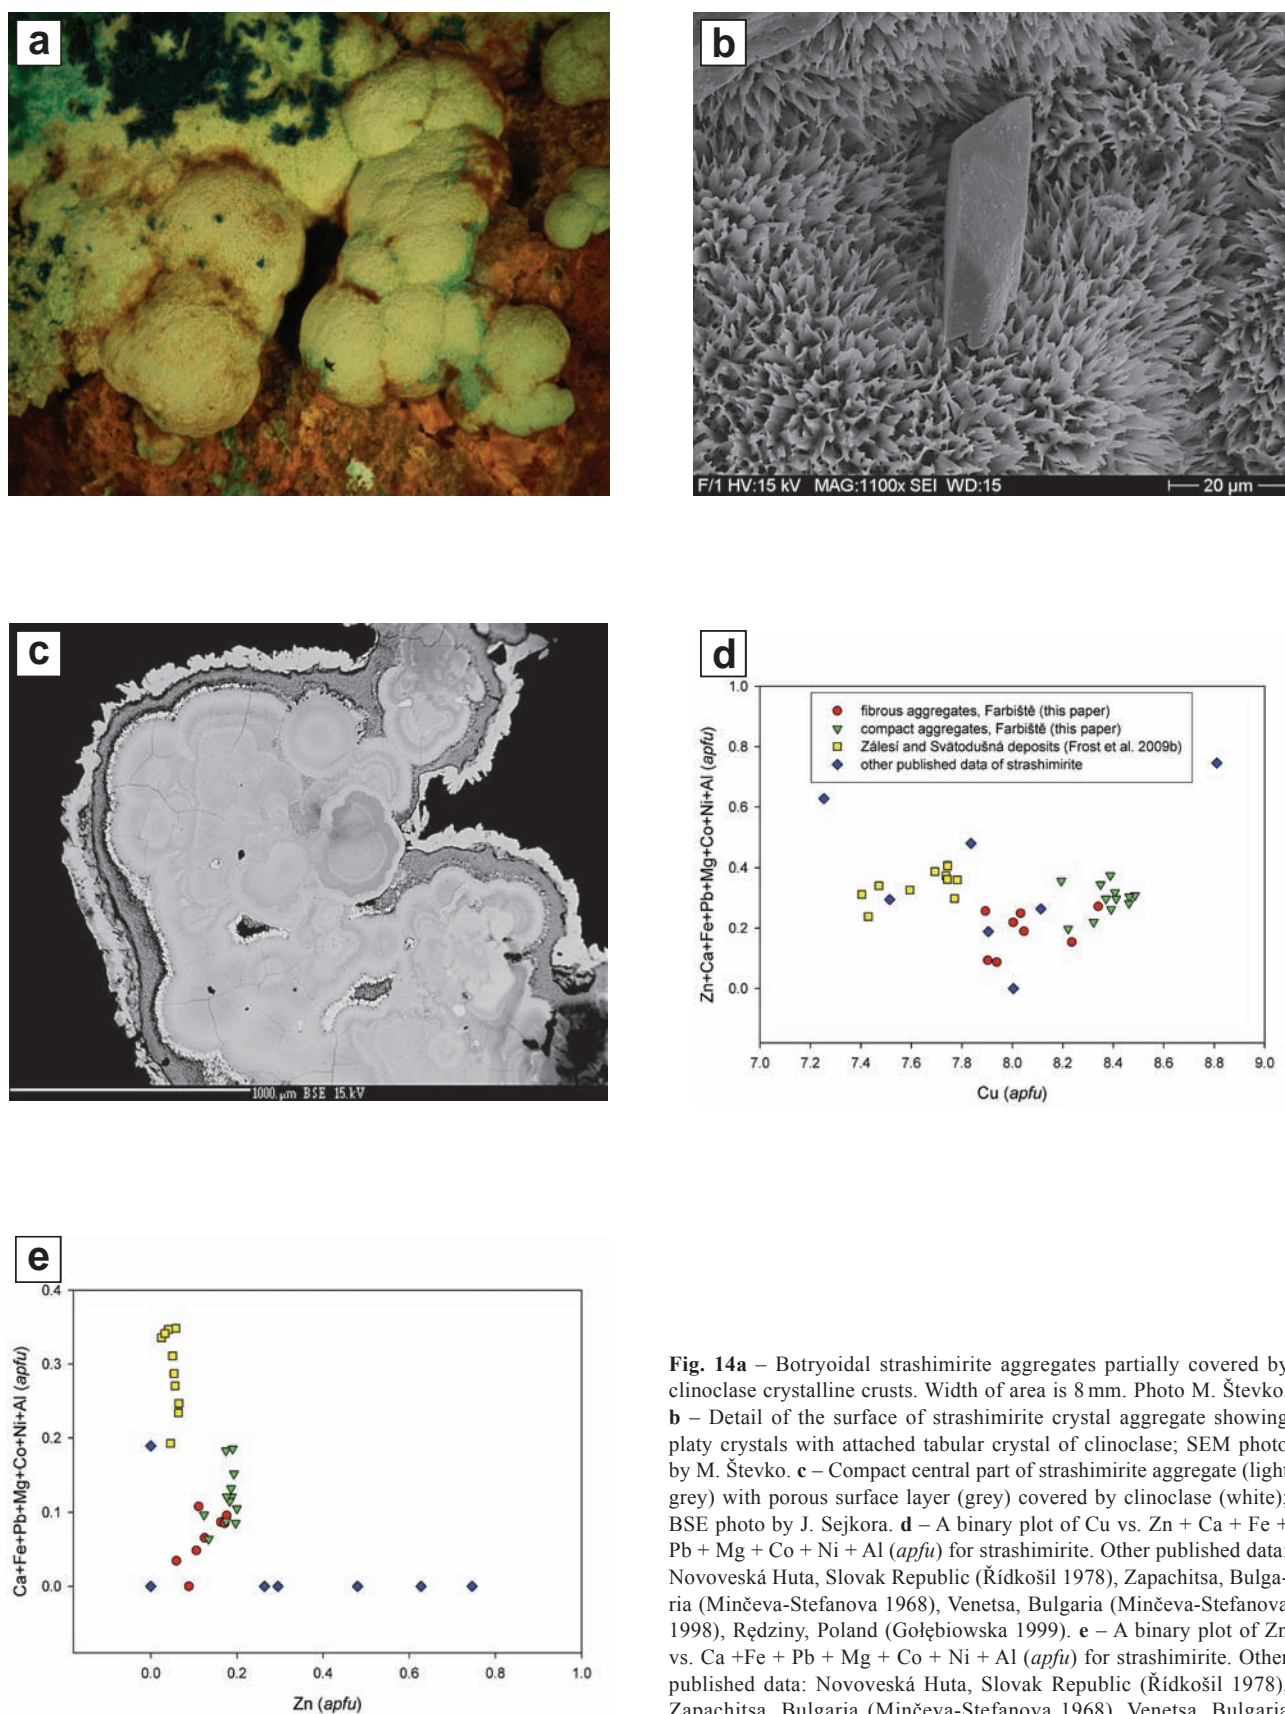 a
b
F/1 HV:15 kV MAG:1100x SEI WD:15
20 µm
c
1000.µm BSE 15.kV
d
1.0
0.8
0.6
0.4
0.2
0.0
Zn+Ca+Fe+Pb+Mg+Co+Ni+Al (apfu)
fibrous aggregates, Farbiště (this paper)
compact aggregates, Farbiště (this paper)
Zálesí and Svätodušná deposits (Frost et al. 2009b)
other published data of strashimirite
7.0 7.2 7.4 7.6 7.8 8.0 8.2 8.4 8.6 8.8 9.0
Cu (apfu)
e
0.4
0.3
0.2
0.1
0.0
Ca+Fe+Pb+Mg+Co+Ni+Al (apfu)
0.0 0.2 0.4 0.6 0.8 1.0
Zn (apfu)
Fig. 14a – Botryoidal strashimirite aggregates partially covered by
clinoclase crystalline crusts. Width of area is 8 mm. Photo M. Števko.
b – Detail of the surface of strashimirite crystal aggregate showing
platy crystals with attached tabular crystal of clinoclase; SEM photo
by M. Števko. c – Compact central part of strashimirite aggregate (light
grey) with porous surface layer (grey) covered by clinoclase (white);
BSE photo by J. Sejkora. d – A binary plot of Cu vs. Zn + Ca + Fe +
Pb + Mg + Co + Ni + Al (apfu) for strashimirite. Other published data:
Novoveská Huta, Slovak Republic (Řídkošil 1978), Zapachitsa, Bulga-
ria (Minčeva-Stefanova 1968), Venetsa, Bulgaria (Minčeva-Stefanova
1998), Rędziny, Poland (Gołębiowska 1999). e – A binary plot of Zn
vs. Ca +Fe + Pb + Mg + Co + Ni + Al (apfu) for strashimirite. Other
published data: Novoveská Huta, Slovak Republic (Řídkošil 1978),
Zapachitsa, Bulgaria (Minčeva-Stefanova 1968), Venetsa, Bulgaria